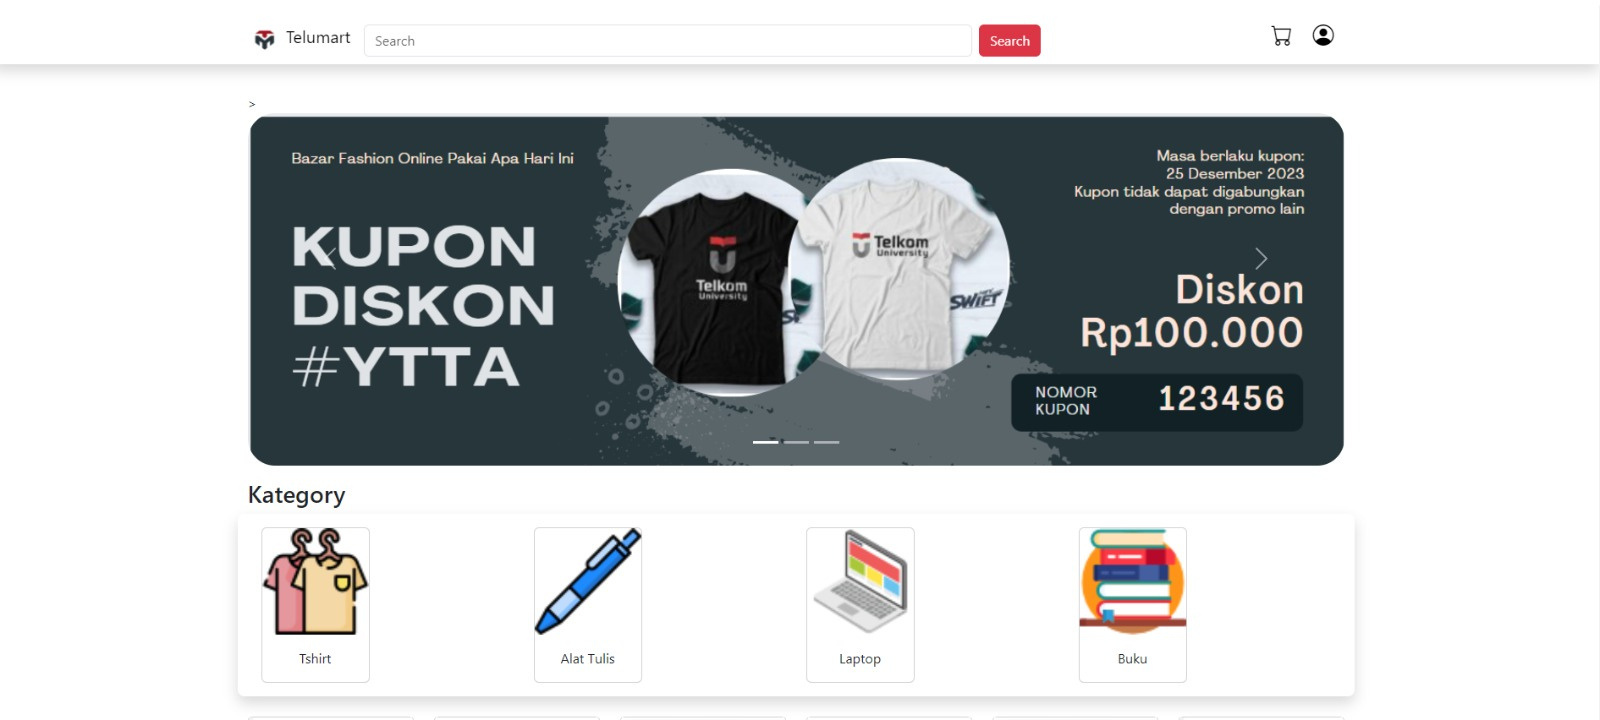 Telumart
Search
Search
>
Bazar Fashion Online Pakai Apa Hari Ini
KUPON
DISKON
#YTTA
Telkom
University
Telkom
University
SWIFT
Masa berlaku kupon:
25 Desember 2023
Kupon tidak dapat digabungkan
dengan promo lain
Diskon
Rp100.000
NOMOR
KUPON
123456
Kategory
Tshirt
Alat Tulis
Laptop
Buku